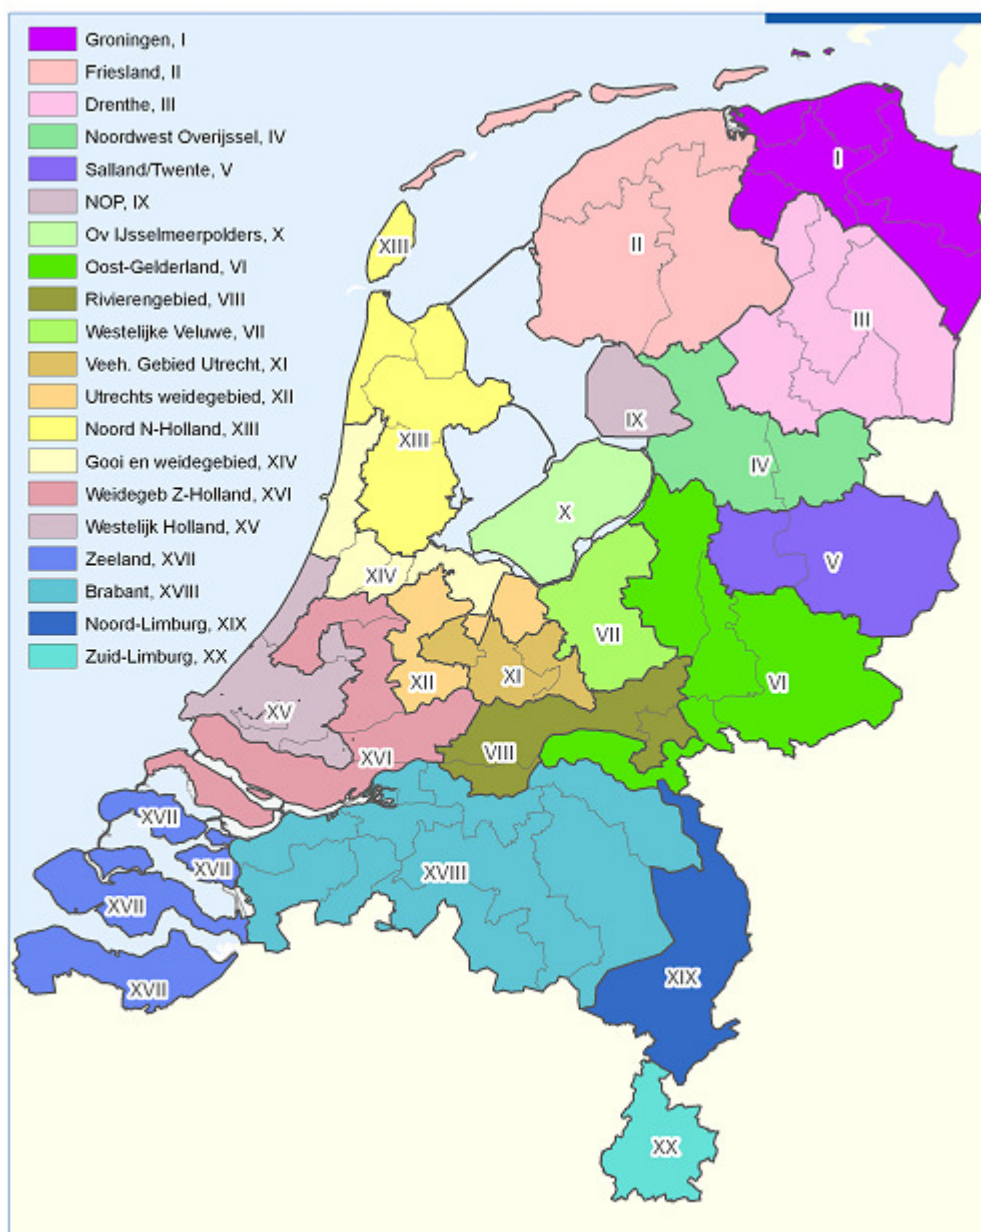 Groningen, I
Friesland, II
Drenthe, III
Noordwest Overijssel, IV
Salland/Twente, V
NOP, IX
Ov IJsselmeerpolders, X
Oost-Gelderland, VI
Rivierengebied, VIII
Westelijke Veluwe, VII
Veeh. Gebied Utrecht, XI
Utrechts weidegebied, XII
Noord N-Holland, XIII
Gooi en weidegebied, XIV
Weidegeb Z-Holland, XVI
Westelijk Holland, XV
Zeeland, XVII
Brabant, XVIII
Noord-Limburg, XIX
Zuid-Limburg, XX
I
II
XIII
III
IX
XIII
IV
X
V
XIV
VII
XI
XII
VI
XV
VIII
XVI
XVII
XVII
XVIII
XVII
XIX
XVII
XX